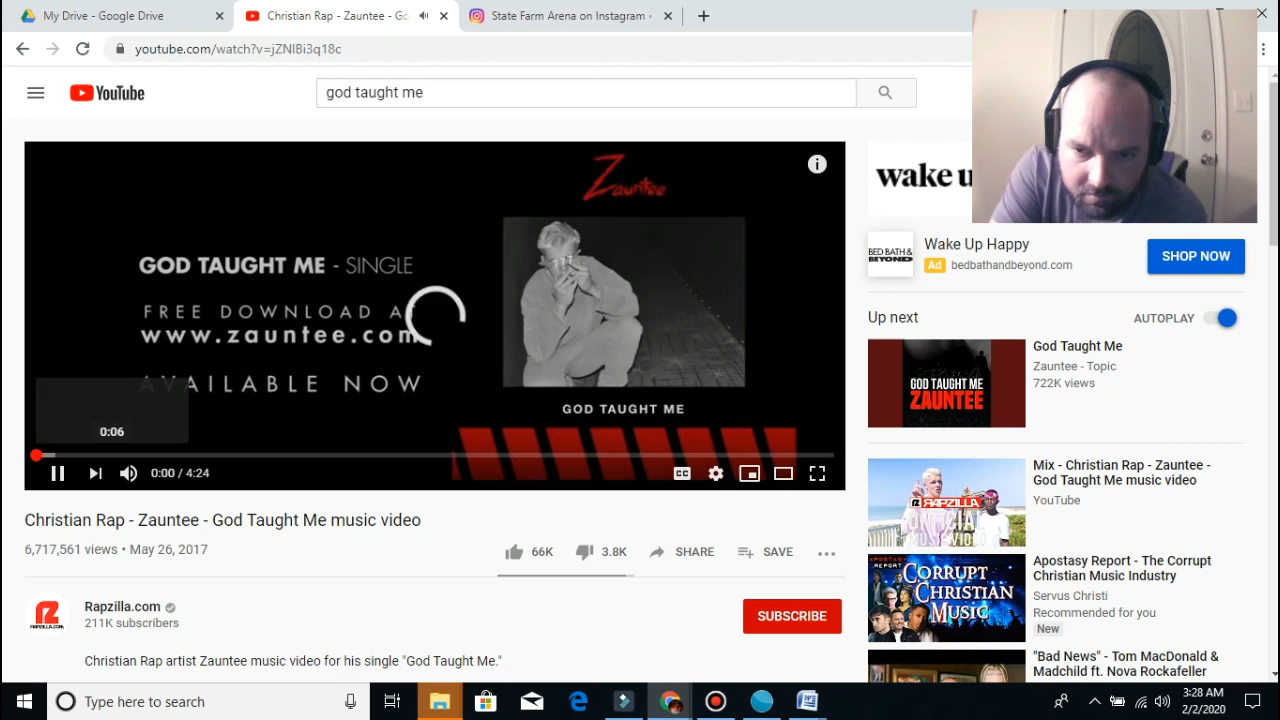 My Drive - Google Drive
Christian Rap - Zauntee - Go
State Farm Arena on Instagram
youtube.com/watch?v=jZNlBi3q18c
YouTube
god taught me
Zauntee
GOD TAUGHT ME - SINGLE
FREE DOWNLOAD A
www.zauntee.com
AVAILABLE NOW
GOD TAUGHT ME
0:06
0:00 / 4:24
CC
Christian Rap - Zauntee - God Taught Me music video
6,717,561 views • May 26, 2017
66K
3.8K
SHARE
SAVE
Rapzilla.com
211K subscribers
SUBSCRIBE
Christian Rap artist Zauntee music video for his single "God Taught Me."
wake u
BED BATH &
BEYOND
Wake Up Happy
Ad bedbathandbeyond.com
SHOP NOW
Up next
AUTOPLAY
GOD TAUGHT ME
ZAUNTEE
God Taught Me
Zauntee - Topic
722K views
RAPZILLA
MUSIC VIDEO
Mix - Christian Rap - Zauntee -
God Taught Me music video
YouTube
APOSTASY REPORT
CORRUPT
CHRISTIAN
MUSIC
Apostasy Report - The Corrupt
Christian Music Industry
Servus Christi
Recommended for you
New
"Bad News" - Tom MacDonald &
Madchild ft. Nova Rockafeller
Type here to search
3:28 AM
2/2/2020